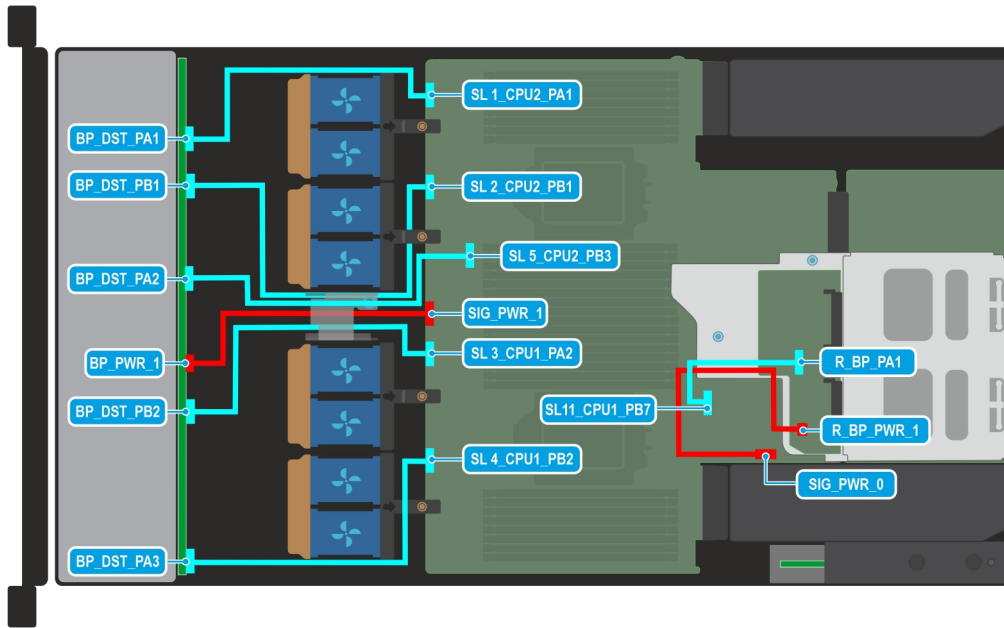 SL 1_CPU2_PA1
BP_DST_PA1
BP_DST_PB1
SL 2_CPU2_PB1
SL 5_CPU2_PB3
BP_DST_PA2
SIG_PWR_1
SL 3_CPU1_PA2
BP_PWR_1
R_BP_PA1
BP_DST_PB2
SL11_CPU1_PB7
R_BP_PWR_1
SL 4_CPU1_PB2
SIG_PWR_0
BP_DST_PA3